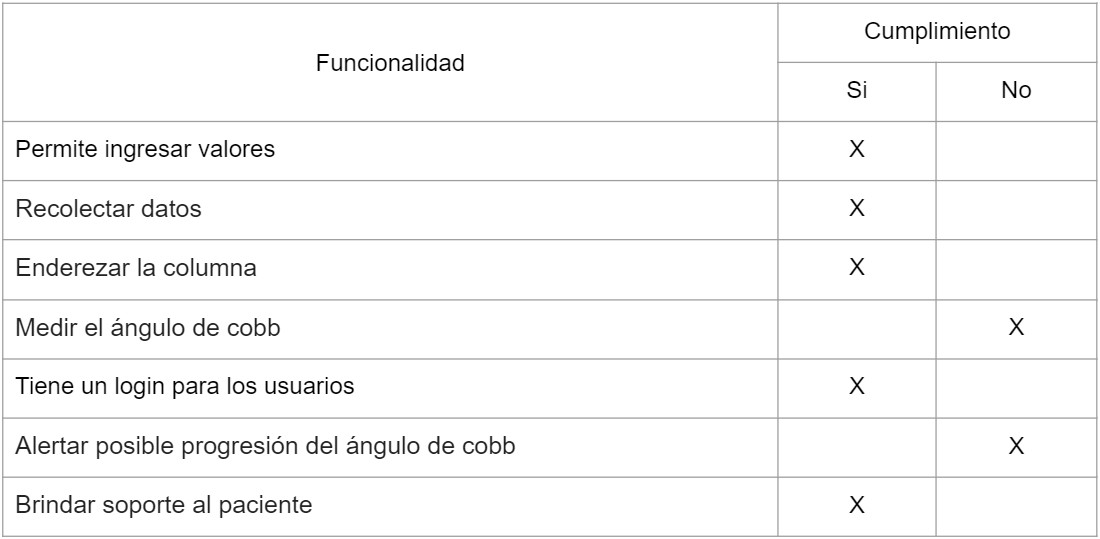 Funcionalidad
Cumplimiento
Si No
Permite ingresar valores X
Recolectar datos X
Enderezar la columna X
Medir el ángulo de cobb X
Tiene un login para los usuarios X
Alertar posible progresión del ángulo de cobb X
Brindar soporte al paciente X